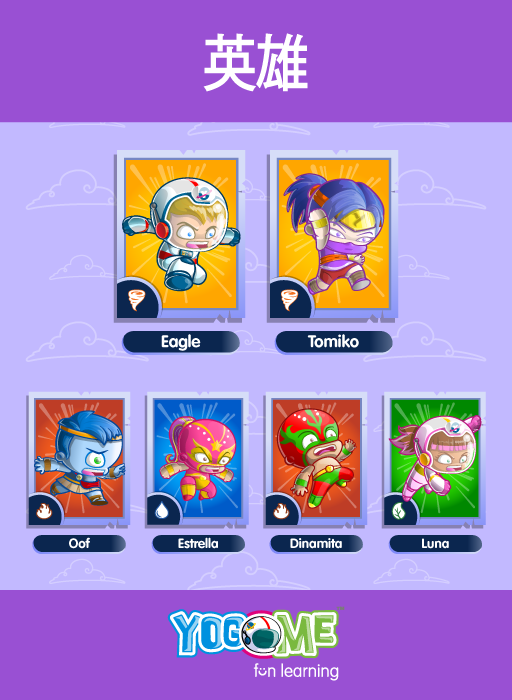 英雄
Eagle
Tomiko
Oof
Estrella
Dinamita
Luna
YOGOME
fun learning